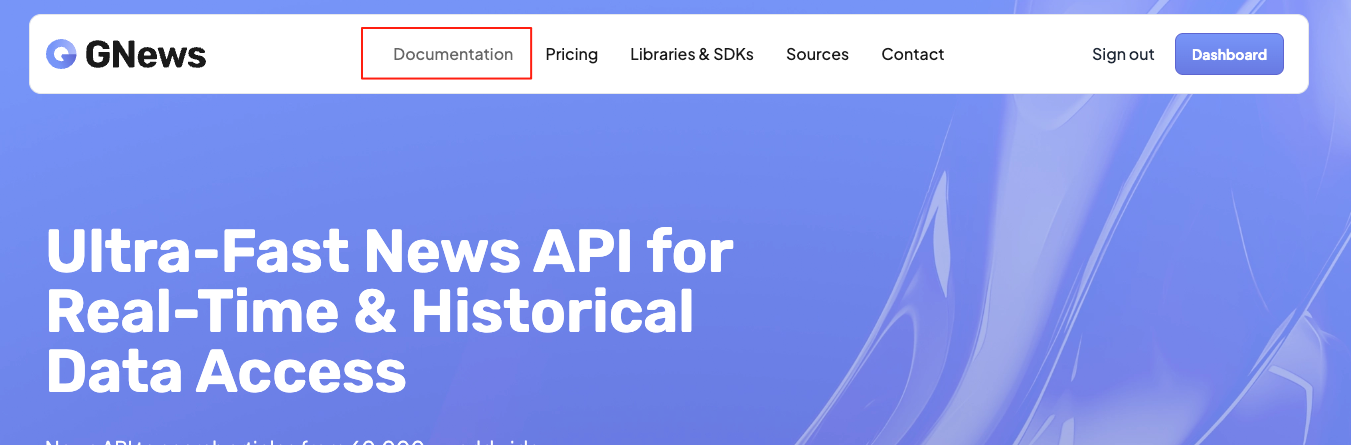 GNews
Documentation Pricing Libraries & SDKs Sources Contact
Sign out Dashboard
Ultra-Fast News API for
Real-Time & Historical
Data Access